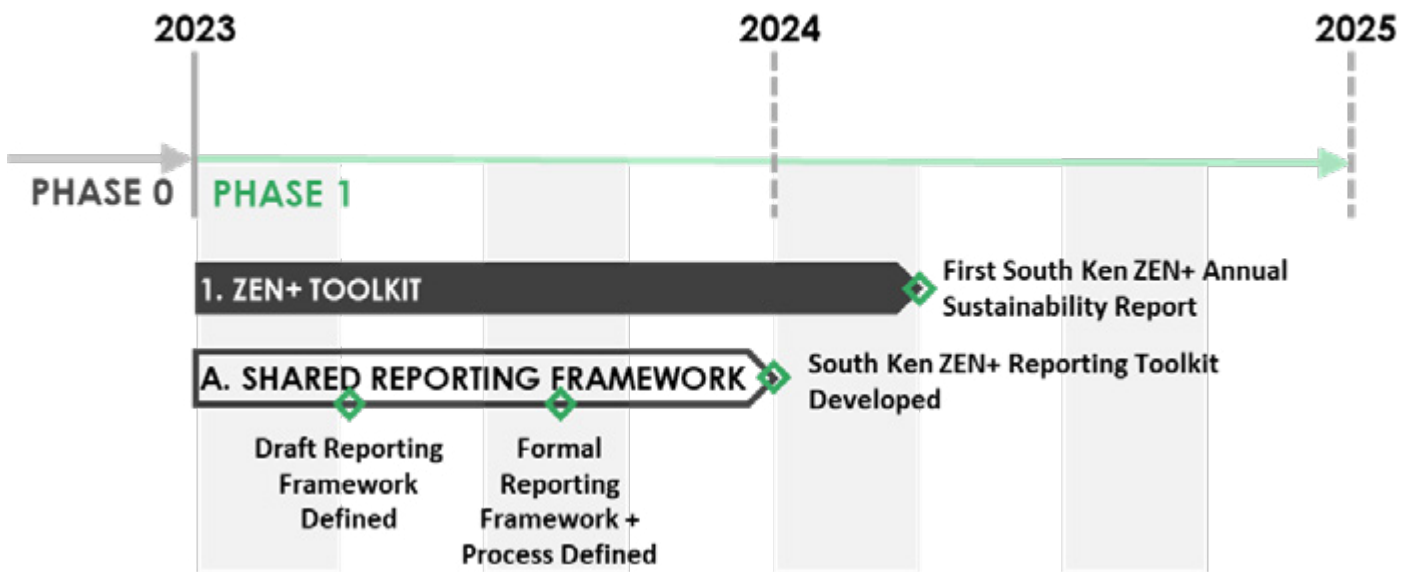 2023
2024
2025
PHASE 0
PHASE 1
1. ZEN+ TOOLKIT
First South Ken ZEN+ Annual
Sustainability Report
A. SHARED REPORTING FRAMEWORK
South Ken ZEN+ Reporting Toolkit
Developed
Draft Reporting
Framework
Defined
Formal
Reporting
Framework +
Process Defined